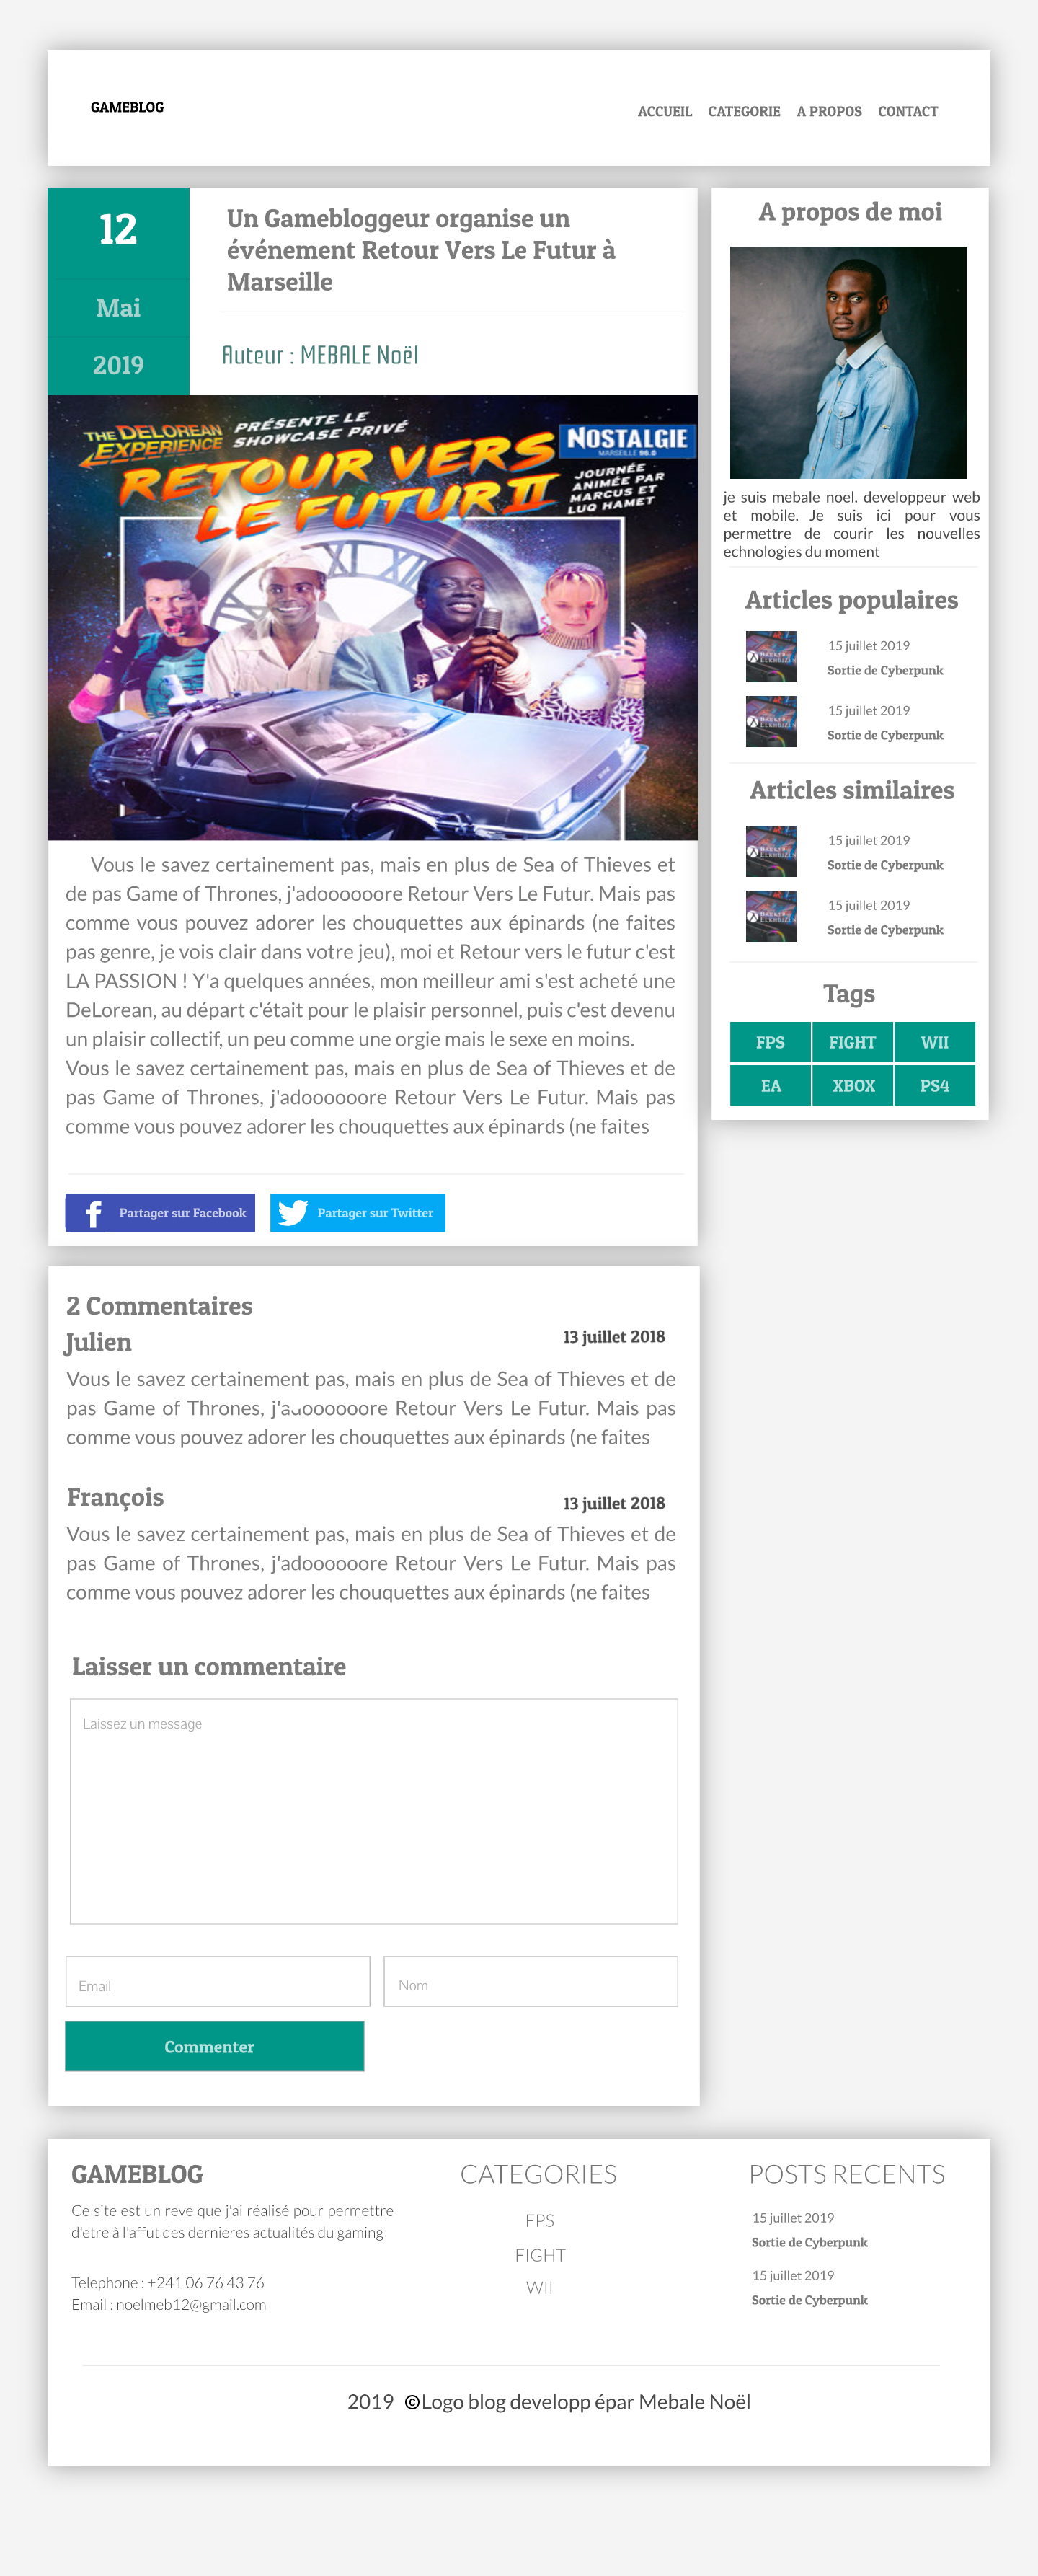 GAMEBLOG
ACCUEIL CATEGORIE A PROPOS CONTACT
12
Mai
2019
Un Gamebloggeur organise un
événement Retour Vers Le Futur à
Marseille
Auteur : MEBALE Noël
THE DELOREAN
EXPERIENCE
PRÉSENTE LE
SHOWCASE PRIVÉ
RETOUR VERS
LE FUTUR II
NOSTALGIE
MARSEILLE 98.0
JOURNÉE
ANIMÉE PAR
MARCUS ET
LUQ HAMET
Vous le savez certainement pas, mais en plus de Sea of Thieves et
de pas Game of Thrones, j'adoooooore Retour Vers Le Futur. Mais pas
comme vous pouvez adorer les chouquettes aux épinards (ne faites
pas genre, je vois clair dans votre jeu), moi et Retour vers le futur c'est
LA PASSION ! Y'a quelques années, mon meilleur ami s'est acheté une
DeLorean, au départ c'était pour le plaisir personnel, puis c'est devenu
un plaisir collectif, un peu comme une orgie mais le sexe en moins.
Vous le savez certainement pas, mais en plus de Sea of Thieves et de
pas Game of Thrones, j'adoooooore Retour Vers Le Futur. Mais pas
comme vous pouvez adorer les chouquettes aux épinards (ne faites
Partager sur Facebook
Partager sur Twitter
A propos de moi
je suis mebale noel. developpeur web
et mobile. Je suis ici pour vous
permettre de courir les nouvelles
echnologies du moment
Articles populaires
15 juillet 2019
Sortie de Cyberpunk
15 juillet 2019
Sortie de Cyberpunk
Articles similaires
15 juillet 2019
Sortie de Cyberpunk
15 juillet 2019
Sortie de Cyberpunk
Tags
FPS FIGHT WII
EA XBOX PS4
2 Commentaires
Julien
13 juillet 2018
Vous le savez certainement pas, mais en plus de Sea of Thieves et de
pas Game of Thrones, j'adoooooore Retour Vers Le Futur. Mais pas
comme vous pouvez adorer les chouquettes aux épinards (ne faites
François
13 juillet 2018
Vous le savez certainement pas, mais en plus de Sea of Thieves et de
pas Game of Thrones, j'adoooooore Retour Vers Le Futur. Mais pas
comme vous pouvez adorer les chouquettes aux épinards (ne faites
Laisser un commentaire
Laissez un message
Email
Nom
Commenter
GAMEBLOG
Ce site est un reve que j'ai réalisé pour permettre
d'etre à l'affut des dernieres actualités du gaming
Telephone : +241 06 76 43 76
Email : noelmeb12@gmail.com
CATEGORIES
FPS
FIGHT
WII
POSTS RECENTS
15 juillet 2019
Sortie de Cyberpunk
15 juillet 2019
Sortie de Cyberpunk
2019 ©Logo blog developp épar Mebale Noël